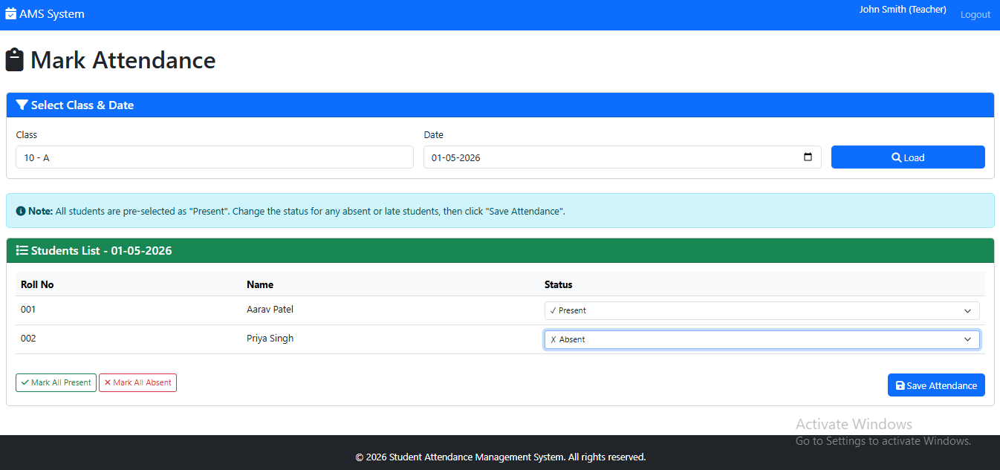 AMS System
John Smith (Teacher)
Logout
Mark Attendance
Select Class & Date
Class
Date
10 - A
01-05-2026
Load
Note: All students are pre-selected as "Present". Change the status for any absent or late students, then click "Save Attendance".
Students List - 01-05-2026
Roll No Name Status
001 Aarav Patel ✓ Present
002 Priya Singh ✗ Absent
Mark All Present
Mark All Absent
Save Attendance
Activate Windows
Go to Settings to activate Windows.
© 2026 Student Attendance Management System. All rights reserved.